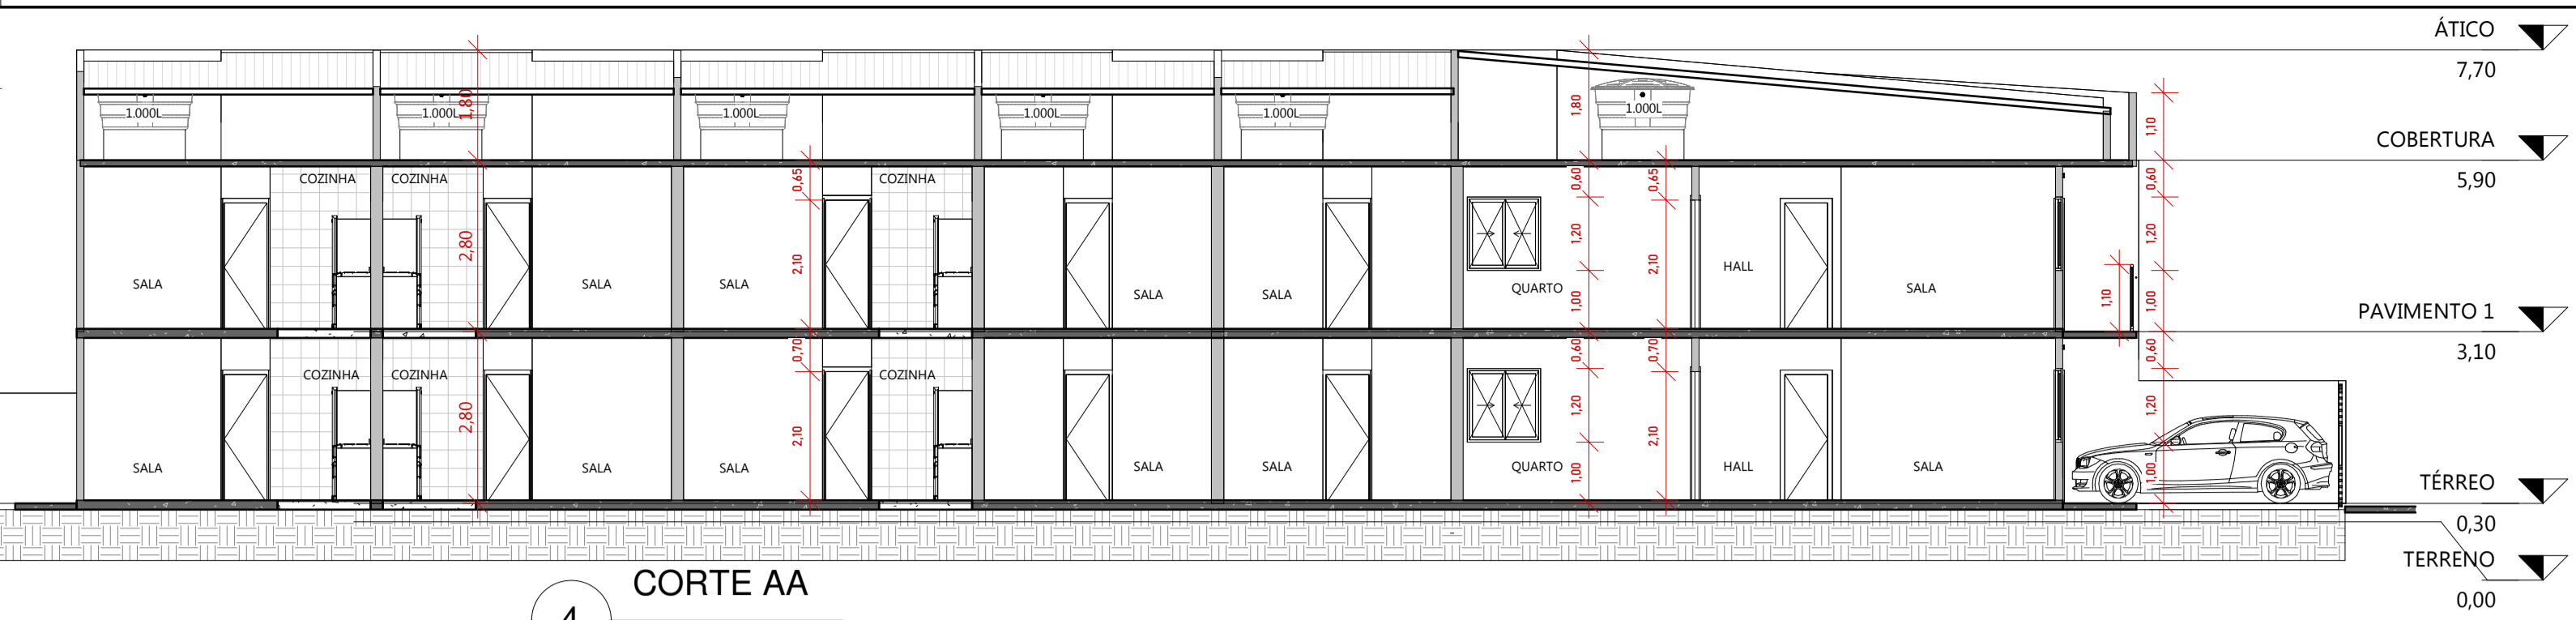 ÁTICO
7,70
1,80
1,80
1.000L
1.000L
1.000L
1.000L
1.000L
1.000L
1,10
COBERTURA
5,90
COZINHA
COZINHA
COZINHA
0,65
0,60
0,65
0,60
2,80
2,10
1,20
2,10
1,20
SALA
SALA
SALA
SALA
SALA
QUARTO
HALL
SALA
1,00
1,10
1,00
PAVIMENTO 1
3,10
0,70
0,60
0,70
0,60
COZINHA
COZINHA
COZINHA
2,80
2,10
1,20
2,10
1,20
SALA
SALA
SALA
SALA
SALA
QUARTO
HALL
SALA
1,00
1,00
TÉRREO
0,30
TERRENO
0,00
CORTE AA
4